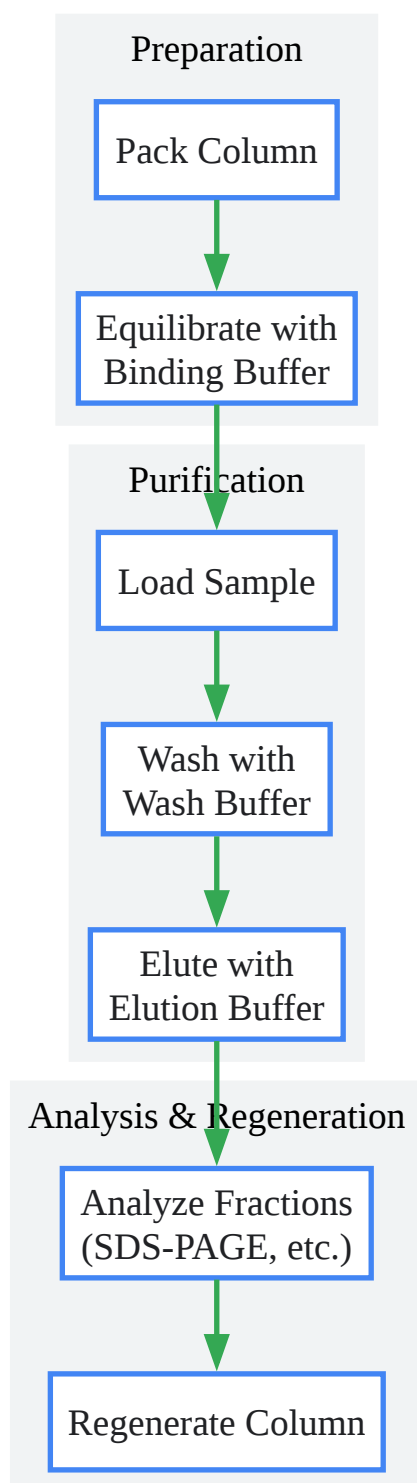 Preparation
Pack Column
Equilibrate with
Binding Buffer
Purification
Load Sample
Wash with
Wash Buffer
Elute with
Elution Buffer
Analysis & Regeneration
Analyze Fractions
(SDS-PAGE, etc.)
Regenerate Column